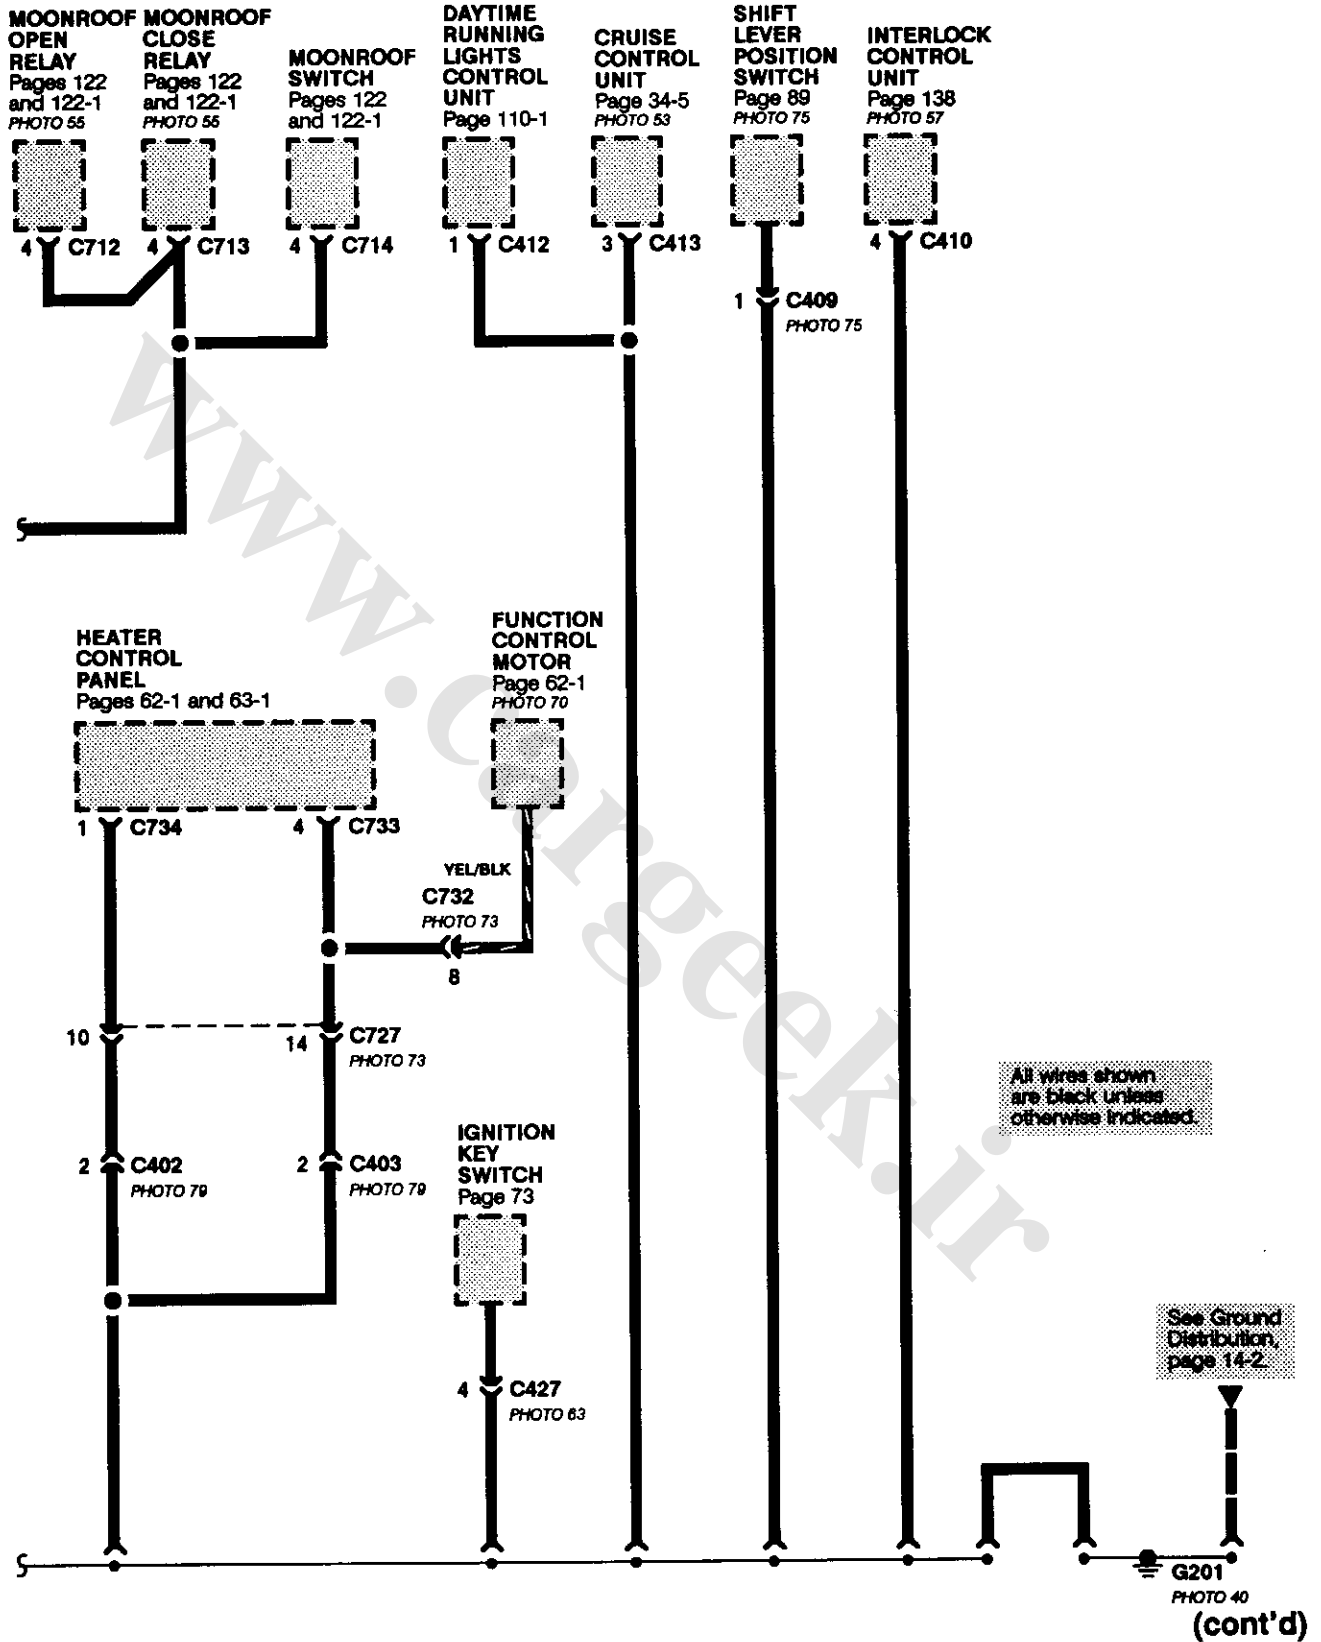 MOONROOF
OPEN
RELAY
Pages 122
and 122-1
PHOTO 55
MOONROOF
CLOSE
RELAY
Pages 122
and 122-1
PHOTO 55
MOONROOF
SWITCH
Pages 122
and 122-1
DAYTIME
RUNNING
LIGHTS
CONTROL
UNIT
Page 110-1
CRUISE
CONTROL
UNIT
Page 34-5
PHOTO 53
SHIFT
LEVER
POSITION
SWITCH
Page 89
PHOTO 75
INTERLOCK
CONTROL
UNIT
Page 138
PHOTO 57
4 C712
4 C713
4 C714
1 C412
3 C413
4 C410
1 C409
PHOTO 75
HEATER
CONTROL
PANEL
Pages 62-1 and 63-1
FUNCTION
CONTROL
MOTOR
Page 62-1
PHOTO 70
1 C734
4 C733
YEL/BLK
C732
PHOTO 73
8
10
14 C727
PHOTO 73
2 C402
PHOTO 79
2 C403
PHOTO 79
IGNITION
KEY
SWITCH
Page 73
4 C427
PHOTO 63
All wires shown
are black unless
otherwise indicated.
See Ground
Distribution,
page 14-2.
G201
PHOTO 40
(cont'd)
www.cargeek.ir